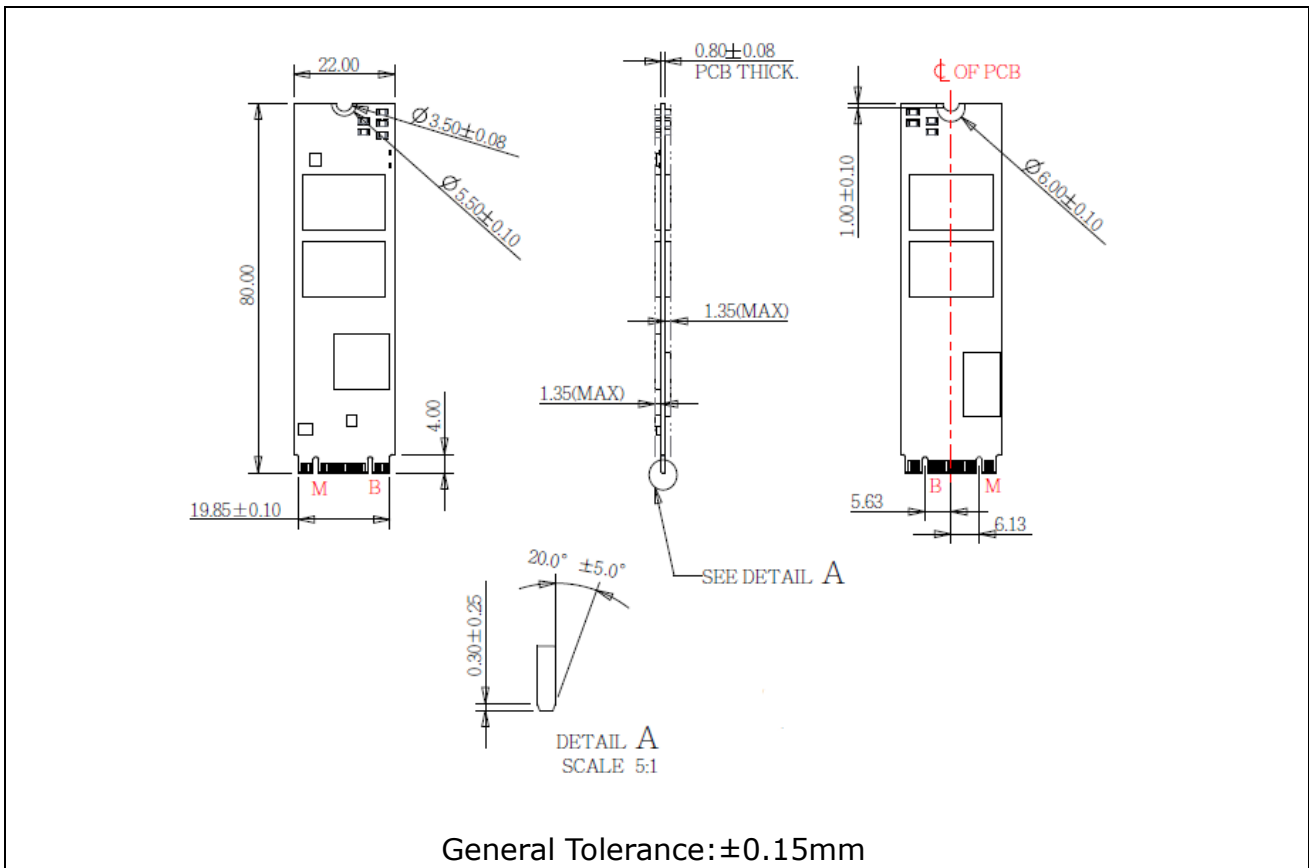 22.00
80.00
Ø3.50±0.08
Ø5.50±0.10
4.00
M
B
19.85±0.10
0.80±0.08
PCB THICK.
1.35(MAX)
1.35(MAX)
SEE DETAIL A
℄ OF PCB
1.00±0.10
Ø6.00±0.10
B
M
5.63
6.13
20.0° ±5.0°
0.30±0.25
DETAIL A
SCALE 5:1
General Tolerance:±0.15mm